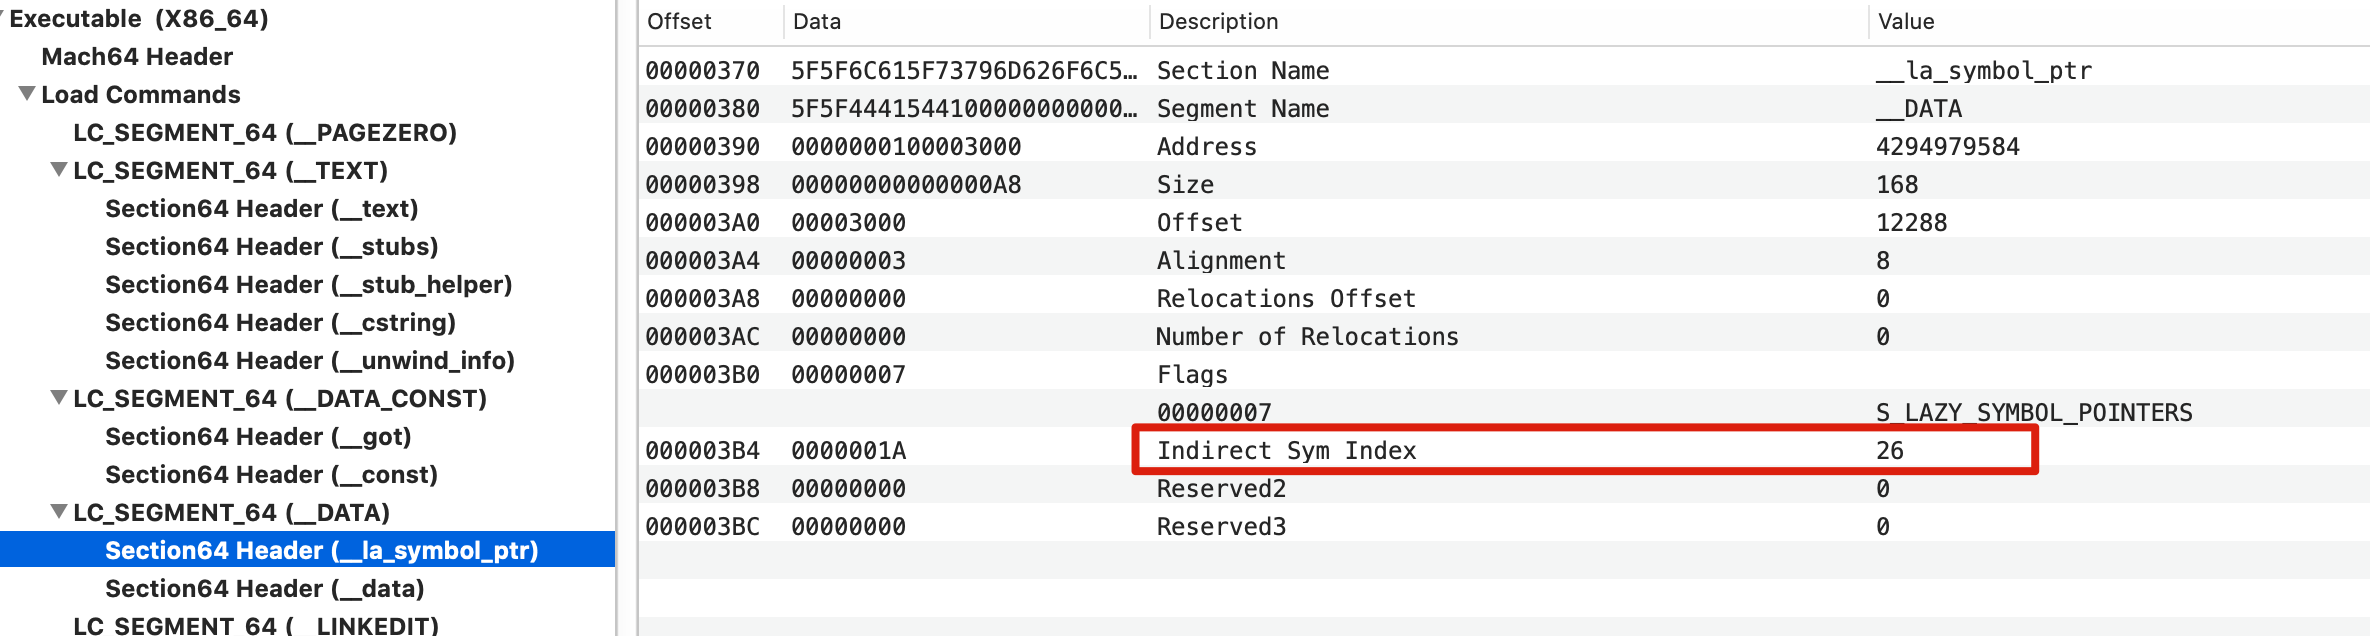 Executable (X86_64)
Mach64 Header
Load Commands
LC_SEGMENT_64 (__PAGEZERO)
LC_SEGMENT_64 (__TEXT)
Section64 Header (__text)
Section64 Header (__stubs)
Section64 Header (__stub_helper)
Section64 Header (__cstring)
Section64 Header (__unwind_info)
LC_SEGMENT_64 (__DATA_CONST)
Section64 Header (__got)
Section64 Header (__const)
LC_SEGMENT_64 (__DATA)
Section64 Header (__la_symbol_ptr)
Section64 Header (__data)
LC_SEGMENT_64 (__LINKEDIT)
Offset Data Description Value
00000370 5F5F6C615F73796D626F6C5… Section Name __la_symbol_ptr
00000380 5F5F4441544100000000000… Segment Name __DATA
00000390 0000000100003000 Address 4294979584
00000398 00000000000000A8 Size 168
000003A0 00003000 Offset 12288
000003A4 00000003 Alignment 8
000003A8 00000000 Relocations Offset 0
000003AC 00000000 Number of Relocations 0
000003B0 00000007 Flags
00000007 S_LAZY_SYMBOL_POINTERS
000003B4 0000001A Indirect Sym Index 26
000003B8 00000000 Reserved2 0
000003BC 00000000 Reserved3 0